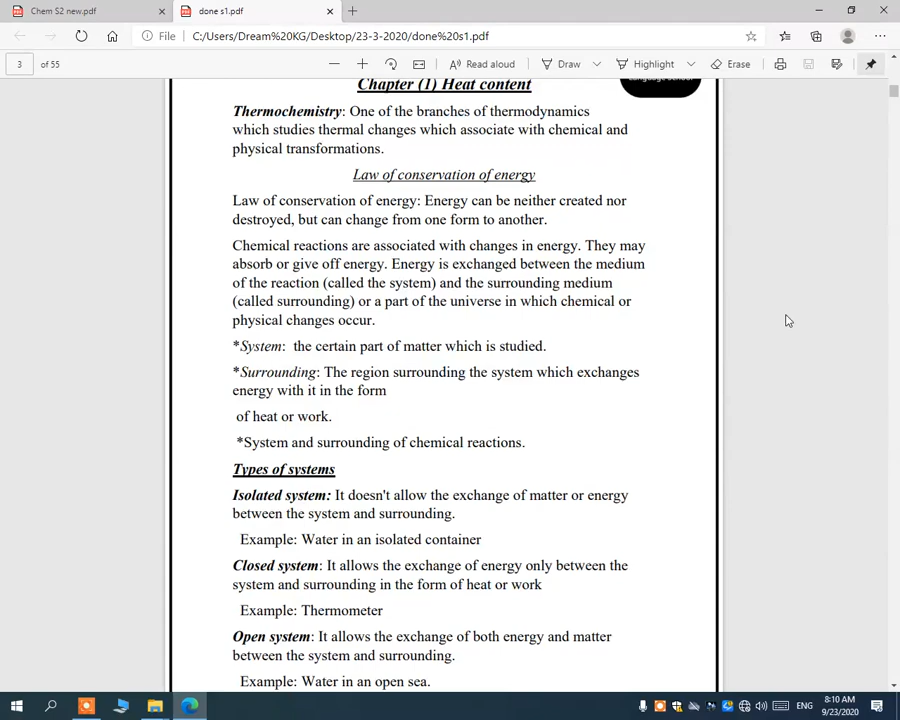 Chem S2 new.pdf
done s1.pdf
File
C:/Users/Dream%20KG/Desktop/23-3-2020/done%20s1.pdf
3 of 55
Read aloud
Draw
Highlight
Erase
Chapter (1) Heat content
Thermochemistry: One of the branches of thermodynamics
which studies thermal changes which associate with chemical and
physical transformations.
Law of conservation of energy
Law of conservation of energy: Energy can be neither created nor
destroyed, but can change from one form to another.
Chemical reactions are associated with changes in energy. They may
absorb or give off energy. Energy is exchanged between the medium
of the reaction (called the system) and the surrounding medium
(called surrounding) or a part of the universe in which chemical or
physical changes occur.
*System: the certain part of matter which is studied.
*Surrounding: The region surrounding the system which exchanges
energy with it in the form
of heat or work.
*System and surrounding of chemical reactions.
Types of systems
Isolated system: It doesn't allow the exchange of matter or energy
between the system and surrounding.
Example: Water in an isolated container
Closed system: It allows the exchange of energy only between the
system and surrounding in the form of heat or work
Example: Thermometer
Open system: It allows the exchange of both energy and matter
between the system and surrounding.
Example: Water in an open sea.
ENG
8:10 AM
9/23/2020